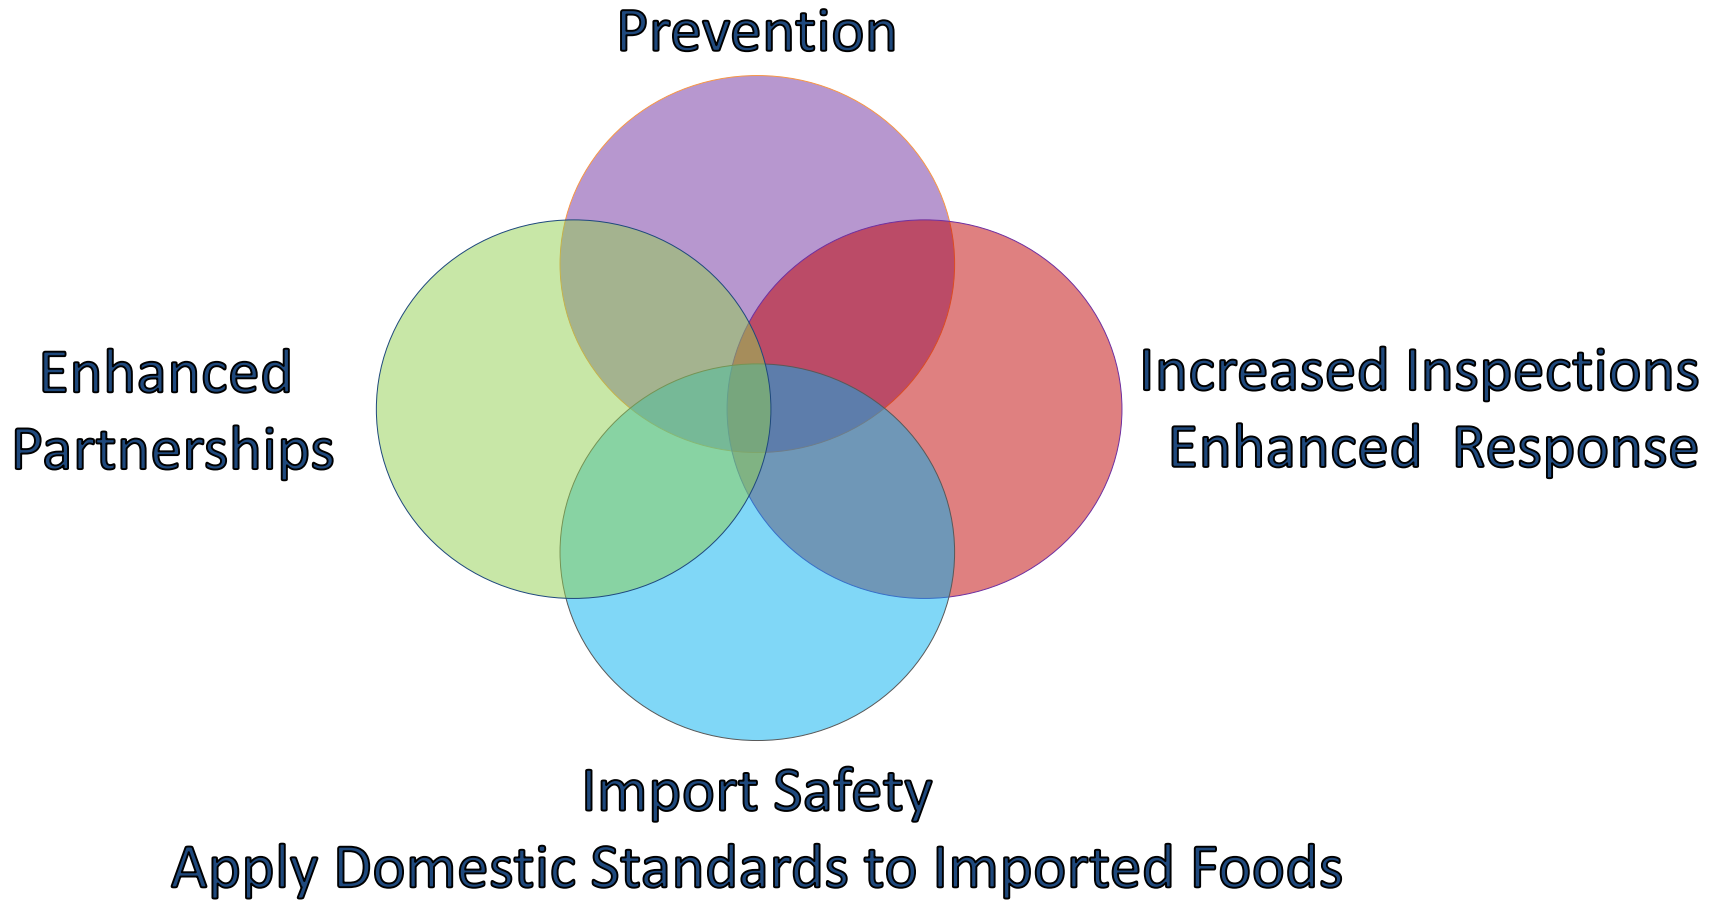 Prevention
Enhanced
Partnerships
Increased Inspections
Enhanced Response
Import Safety
Apply Domestic Standards to Imported Foods